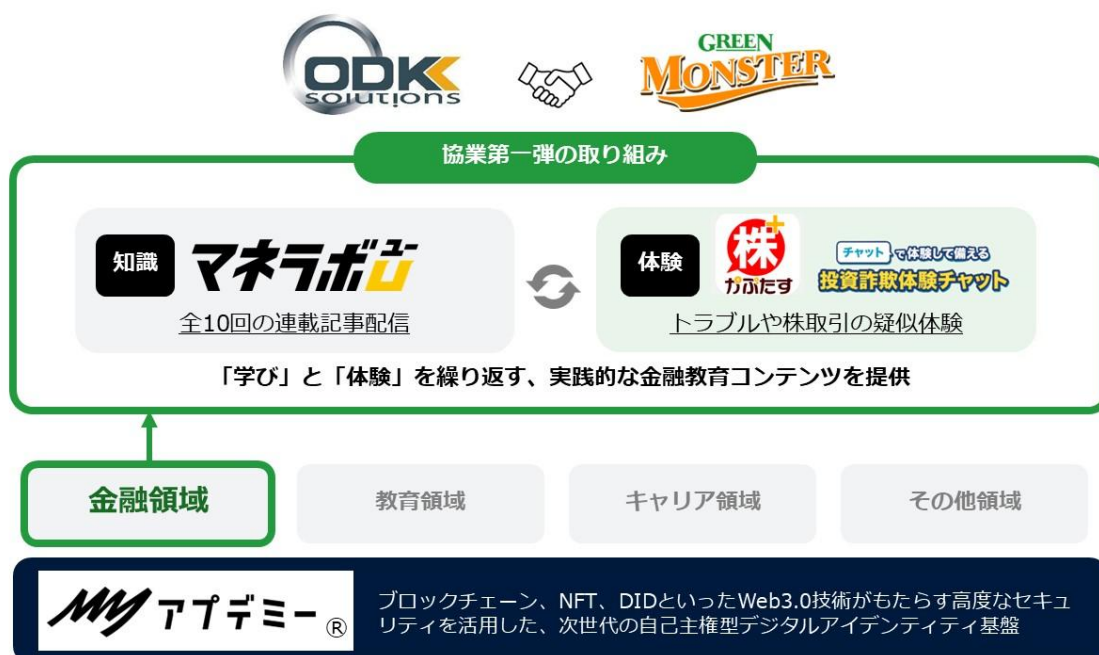 ODK
solutions
GREEN
MONSTER
協業第一弾の取り組み
知識
マネラボユーU
全10回の連載記事配信
体験
株+
かぶたす
チャットで体験して備える
投資詐欺体験チャット
トラブルや株取引の疑似体験
「学び」と「体験」を繰り返す、実践的な金融教育コンテンツを提供
金融領域
教育領域
キャリア領域
その他領域
MYアプデミー®
ブロックチェーン、NFT、DIDといったWeb3.0技術がもたらす高度なセキュ
リティを活用した、次世代の自己主権型デジタルアイデンティティ基盤